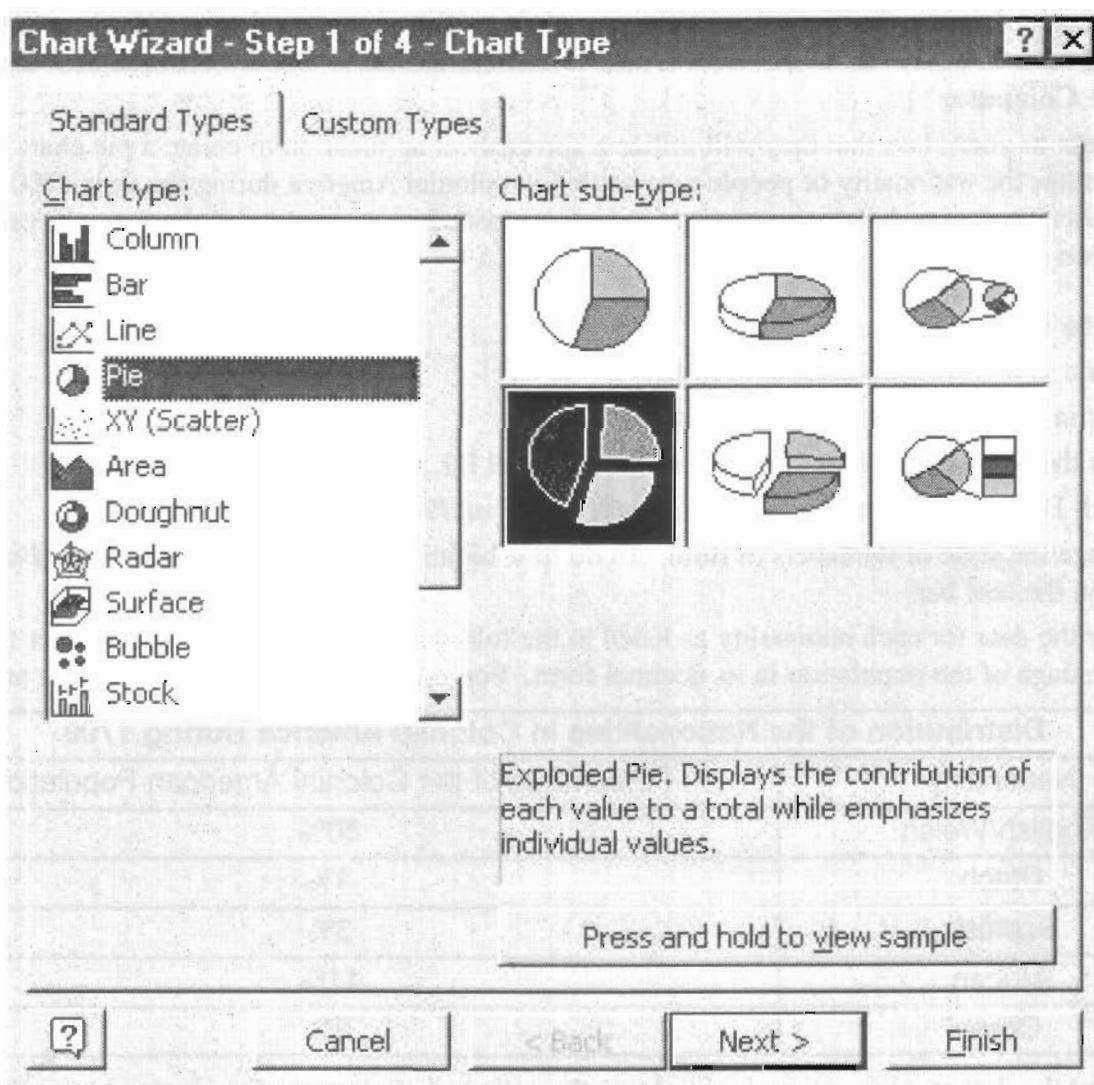 Chart Wizard - Step 1 of 4 - Chart Type
Standard Types
Custom Types
Chart type:
Column
Bar
Line
Pie
XY (Scatter)
Area
Doughnut
Radar
Surface
Bubble
Stock
Chart sub-type:
Exploded Pie. Displays the contribution of
each value to a total while emphasizes
individual values.
Press and hold to view sample
Cancel
< Back
Next >
Finish